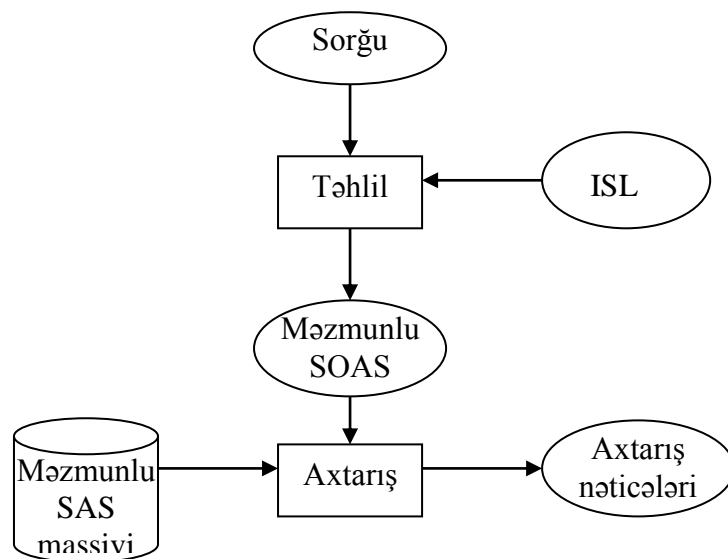 Sorğu
Təhlil
ISL
Məzmunlu
SOAS
Məzmunlu
SAS
massivi
Axtarış
Axtarış
nəticələri